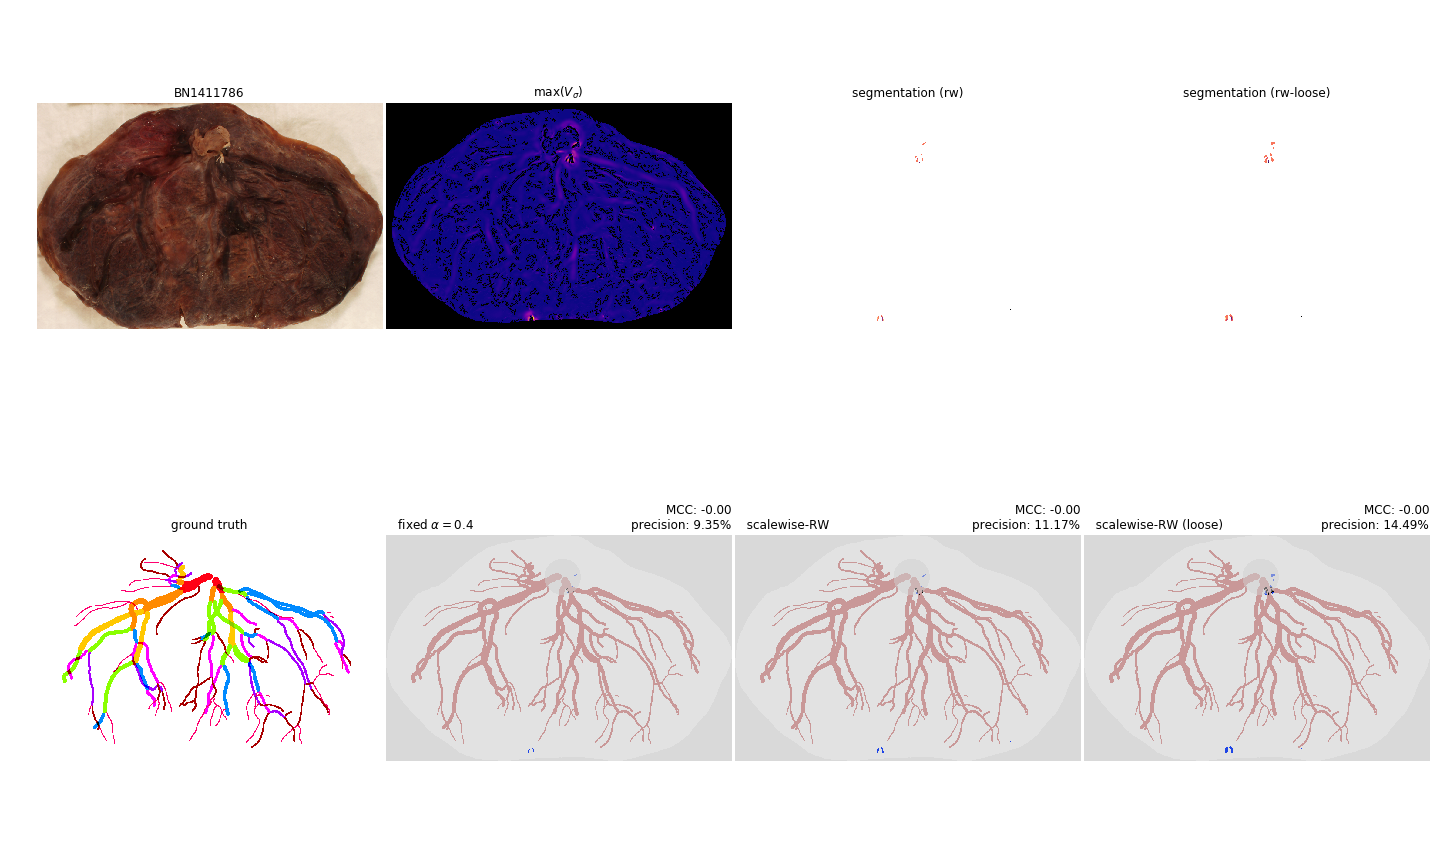 BN1411786
max(Vσ)
segmentation (rw)
segmentation (rw-loose)
ground truth
fixed α = 0.4
MCC: -0.00
precision: 9.35%
scalewise-RW
MCC: -0.00
precision: 11.17%
scalewise-RW (loose)
MCC: -0.00
precision: 14.49%